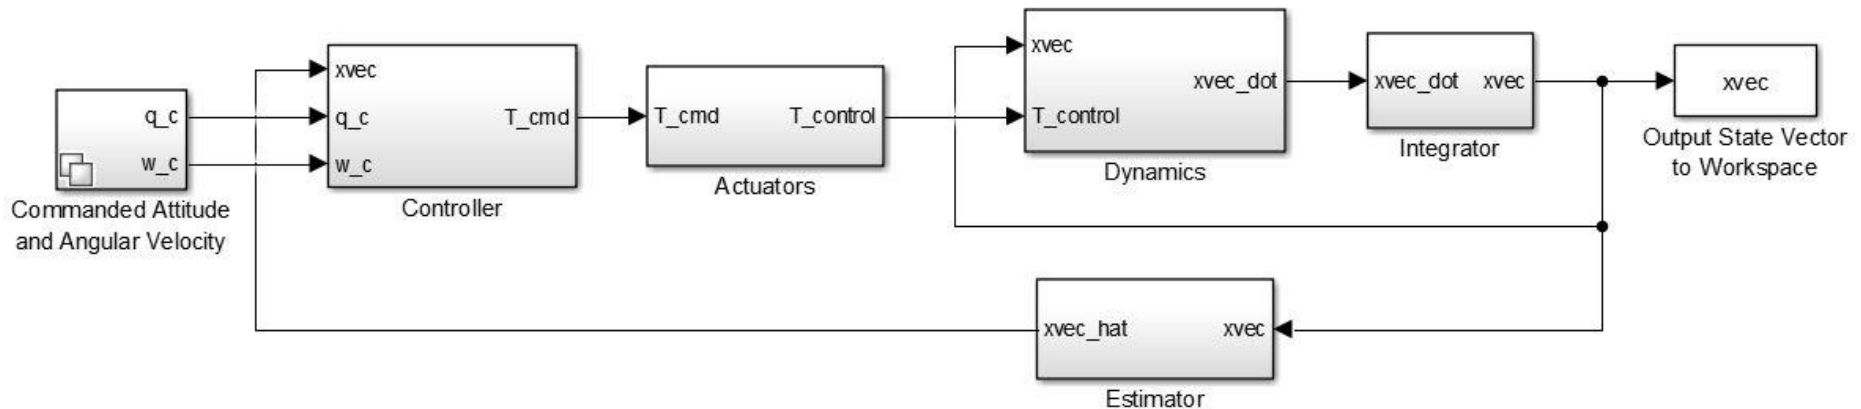 q_c
w_c
Commanded Attitude
and Angular Velocity
xvec
q_c
w_c
T_cmd
Controller
T_cmd
T_control
Actuators
xvec
T_control
xvec_dot
Dynamics
xvec_dot
xvec
Integrator
xvec
Output State Vector
to Workspace
xvec_hat
xvec
Estimator